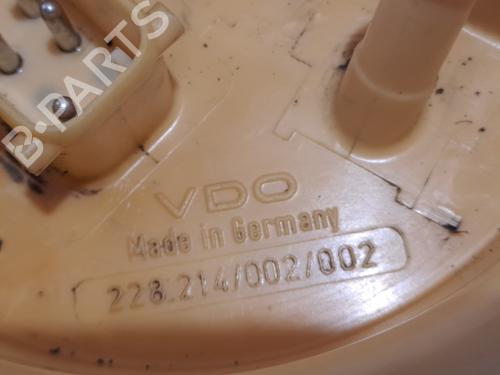 B-PARTS
VDO
Made in Germany
228.214/002/002